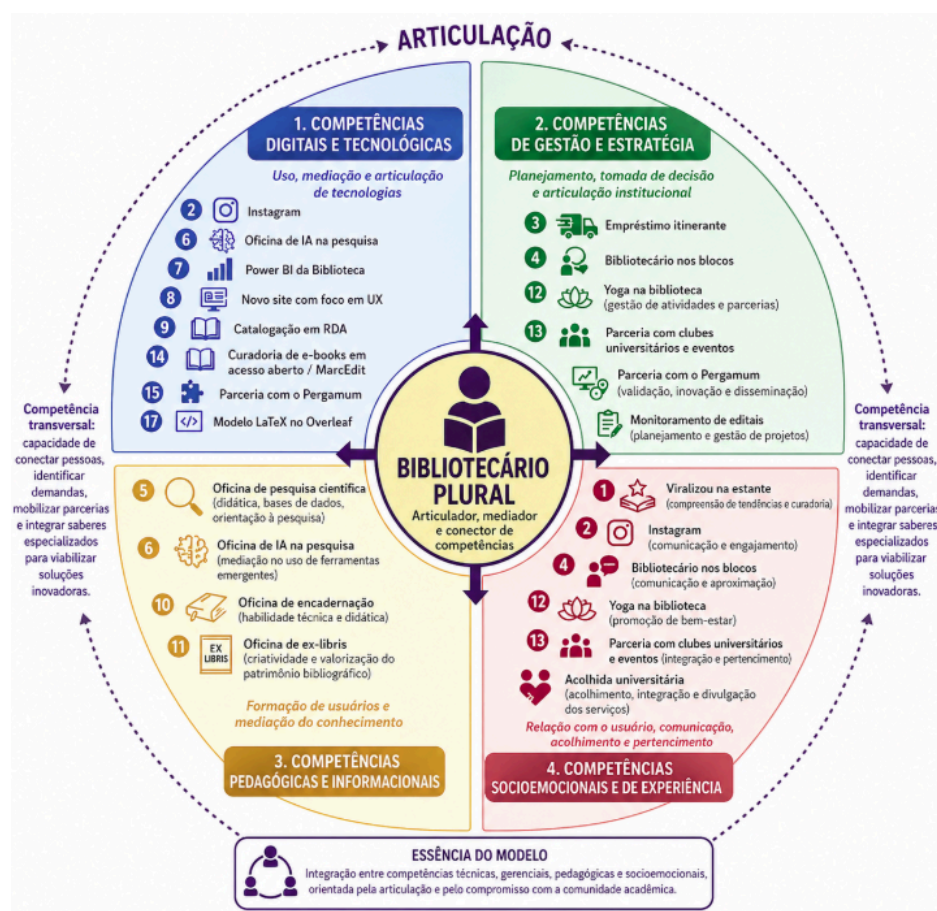 ARTICULAÇÃO
1. COMPETÊNCIAS
DIGITAIS E TECNOLÓGICAS
Uso, mediação e articulação
de tecnologias
2 Instagram
6 Oficina de IA na pesquisa
7 Power BI da Biblioteca
8 Novo site com foco em UX
9 Catalogação em RDA
14 Curadoria de e-books em
acesso aberto / MarcEdit
15 Parceria com o Pergamum
17 </> Modelo LaTeX no Overleaf
2. COMPETÊNCIAS
DE GESTÃO E ESTRATÉGIA
Planejamento, tomada de decisão
e articulação institucional
3 Empréstimo itinerante
4 Bibliotecário nos blocos
12 Yoga na biblioteca
(gestão de atividades e parcerias)
13 Parceria com clubes
universitários e eventos
Parceria com o Pergamum
(validação, inovação e disseminação)
Monitoramento de editais
(planejamento e gestão de projetos)
Competência
transversal:
capacidade de
conectar pessoas,
identificar
demandas,
mobilizar parcerias
e integrar saberes
especializados
para viabilizar
soluções
inovadoras.
BIBLIOTECÁRIO
PLURAL
Articulador, mediador
e conector de
competências
Competência
transversal:
capacidade de
conectar pessoas,
identificar
demandas,
mobilizar parcerias
e integrar saberes
especializados
para viabilizar
soluções
inovadoras.
5 Oficina de pesquisa científica
(didática, bases de dados,
orientação à pesquisa)
6 Oficina de IA na pesquisa
(mediação no uso de ferramentas
emergentes)
10 Oficina de encadernação
(habilidade técnica e didática)
11 EX
LIBRIS
Oficina de ex-libris
(criatividade e valorização do
patrimônio bibliográfico)
Formação de usuários e
mediação do conhecimento
3. COMPETÊNCIAS
PEDAGÓGICAS E INFORMACIONAIS
1 Viralizou na estante
(compreensão de tendências e curadoria)
2 Instagram
(comunicação e engajamento)
4 Bibliotecário nos blocos
(comunicação e aproximação)
12 Yoga na biblioteca
(promoção de bem-estar)
13 Parceria com clubes universitários
e eventos (integração e pertencimento)
Acolhida universitária
(acolhimento, integração e divulgação
dos serviços)
Relação com o usuário, comunicação,
acolhimento e pertencimento
4. COMPETÊNCIAS
SOCIOEMOCIONAIS E DE EXPERIÊNCIA
ESSÊNCIA DO MODELO
Integração entre competências técnicas, gerenciais, pedagógicas e socioemocionais,
orientada pela articulação e pelo compromisso com a comunidade acadêmica.